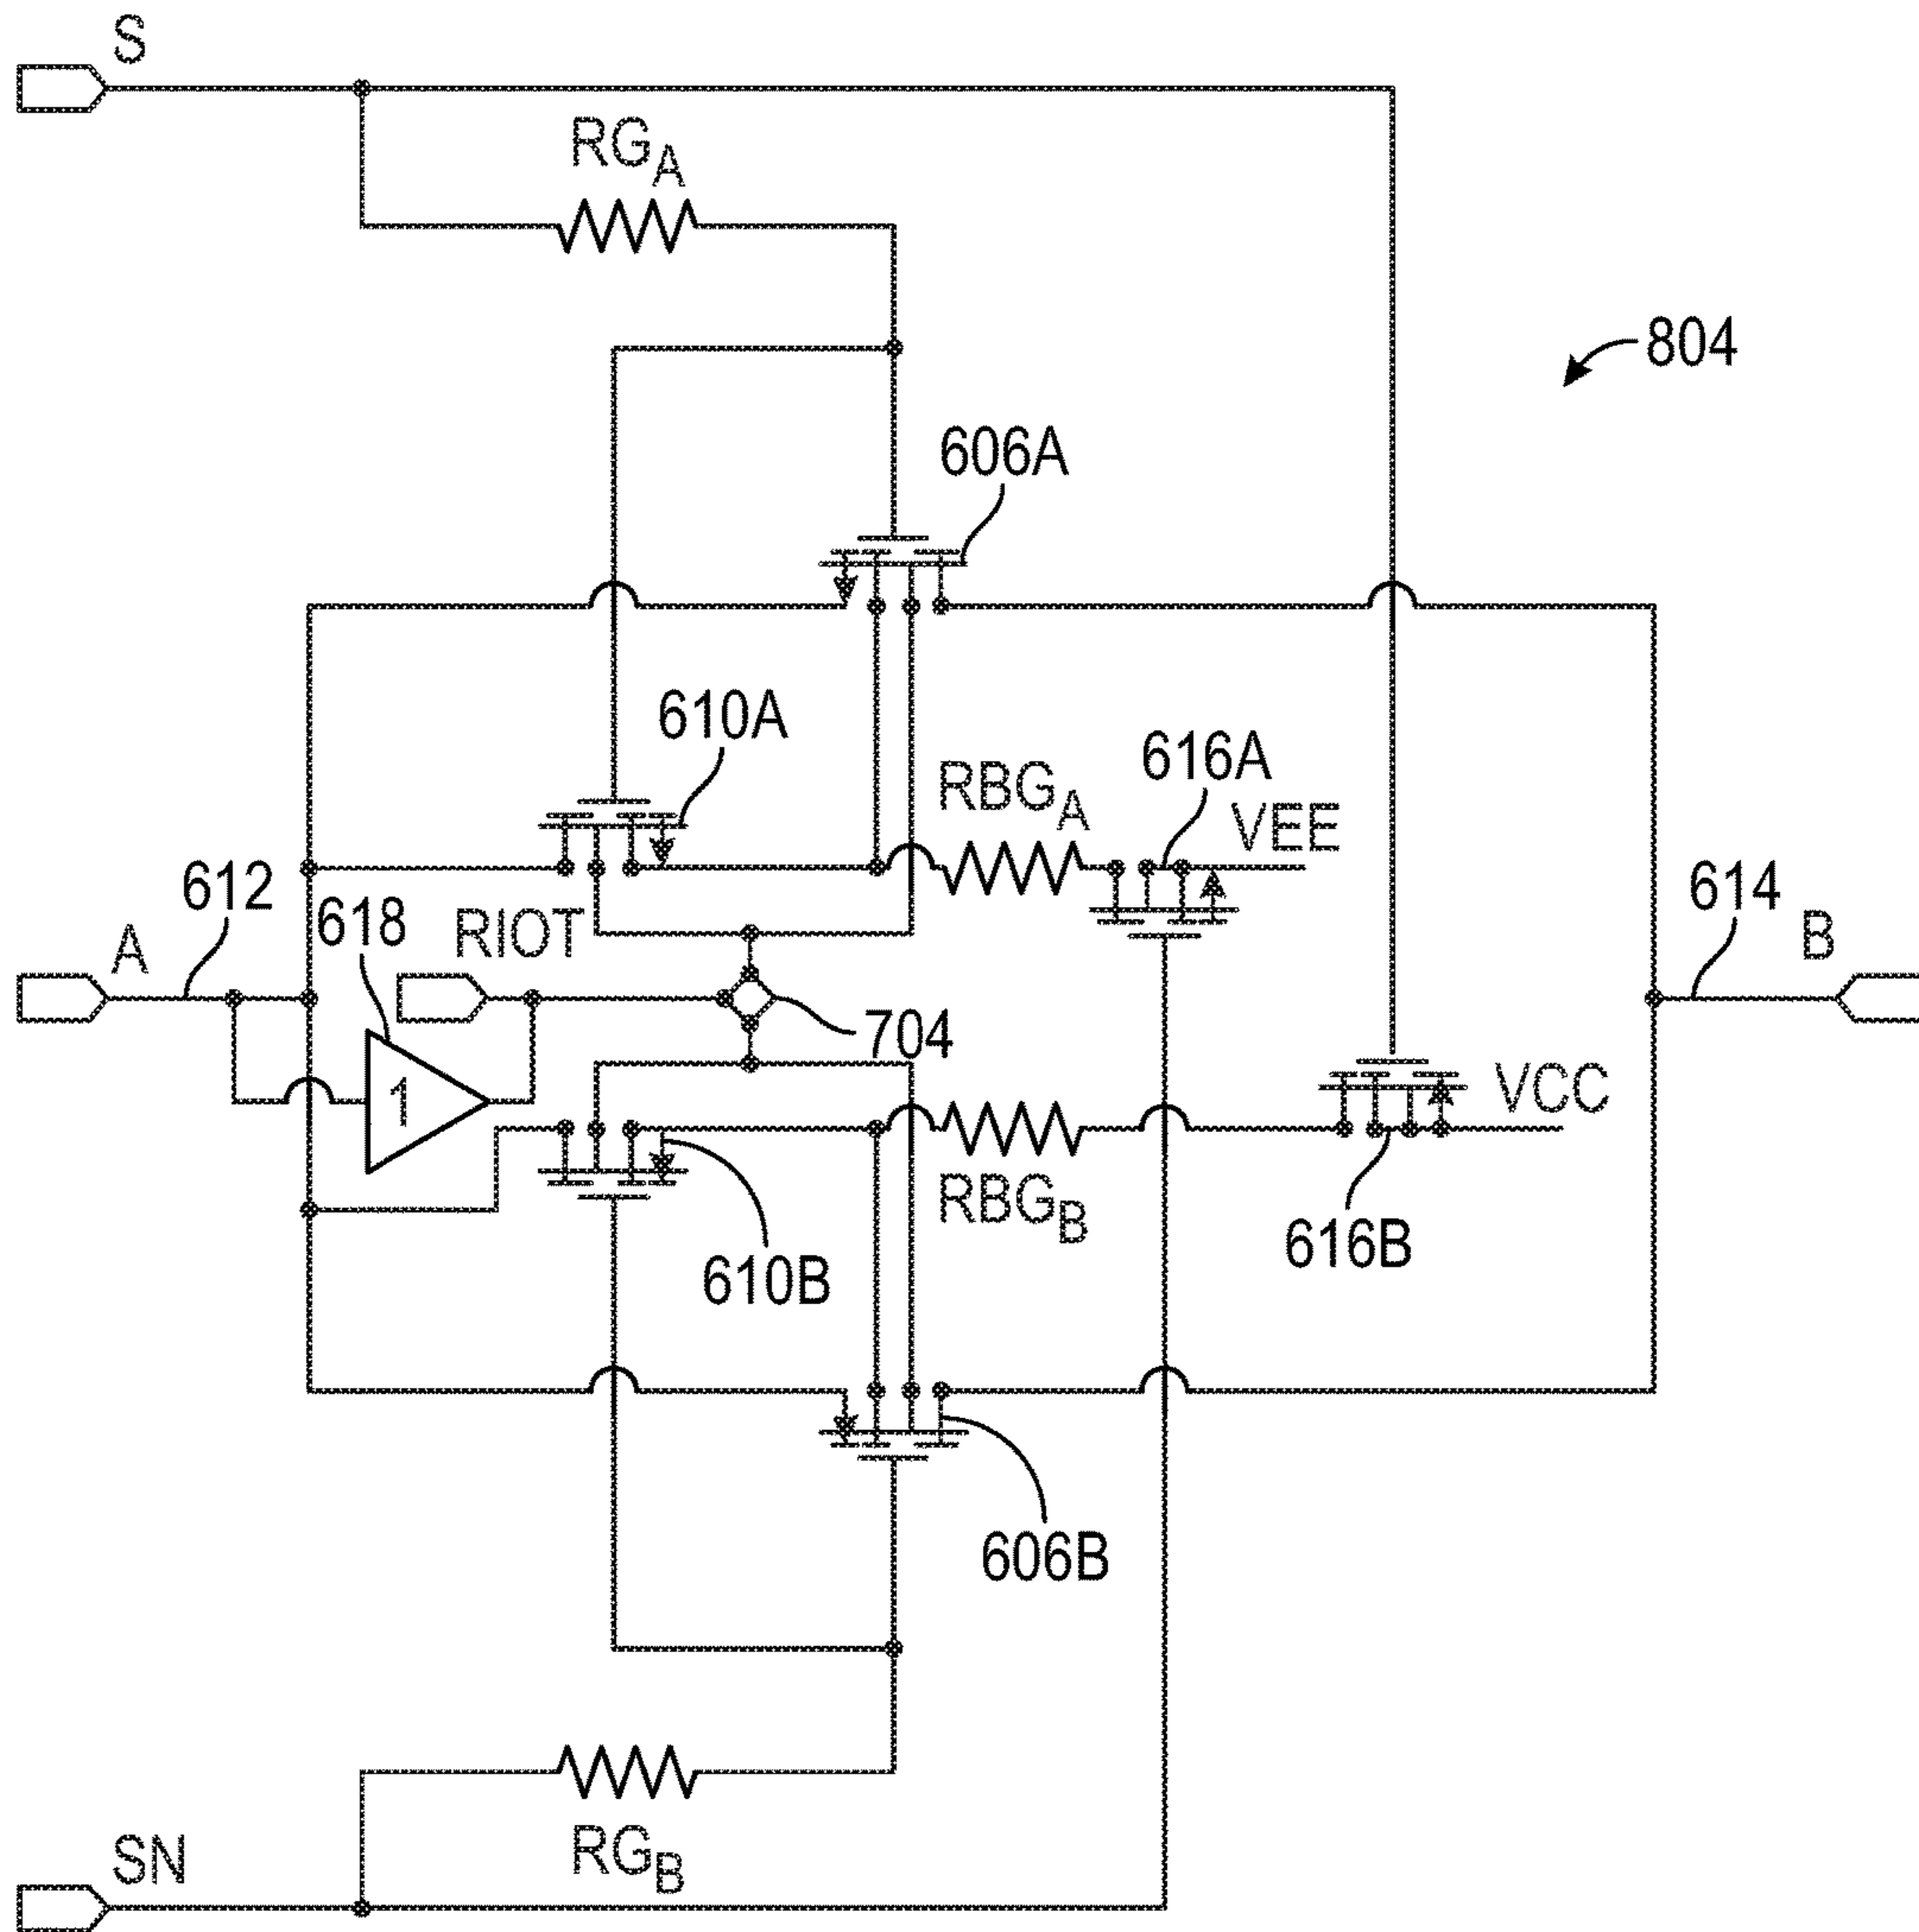 S
RGA
804
606A
610A
RBGA
616A
VEE
612
618
RIOT
A
614
B
704
1
VCC
RBGB
616B
610B
606B
SN
RGB